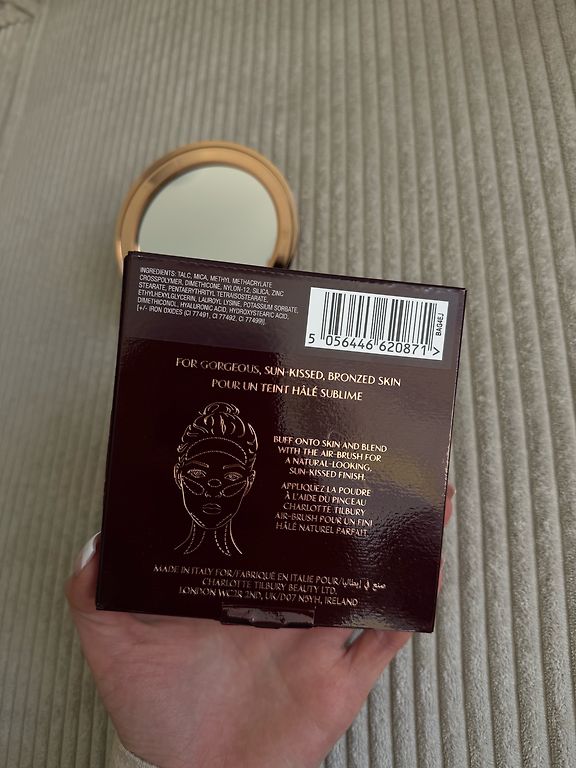 INGREDIENTS: TALC, MICA, METHYL METHACRYLATE
CROSSPOLYMER, DIMETHICONE, NYLON-12, SILICA, ZINC
STEARATE, PENTAERYTHRITYL TETRAISOSTEARATE,
ETHYLHEXYLGLYCERIN, LAUROYL LYSINE, POTASSIUM SORBATE,
DIMETHICONOL, HYALURONIC ACID, HYDROXYSTEARIC ACID,
[+/- IRON OXIDES (CI 77491, CI 77492, CI 77499)].
5 056446 620871 >
BAG4EJ
FOR GORGEOUS, SUN-KISSED, BRONZED SKIN
POUR UN TEINT HÂLÉ SUBLIME
BUFF ONTO SKIN AND BLEND
WITH THE AIR-BRUSH FOR
A NATURAL-LOOKING,
SUN-KISSED FINISH.
APPLIQUEZ LA POUDRE
À L'AIDE DU PINCEAU
CHARLOTTE TILBURY
AIR-BRUSH POUR UN FINI
HÂLÉ NATUREL PARFAIT.
MADE IN ITALY FOR/FABRIQUÉ EN ITALIE POUR/صنع في إيطاليا/
CHARLOTTE TILBURY BEAUTY LTD.
LONDON WC2R 2ND, UK/D07 N5YH, IRELAND